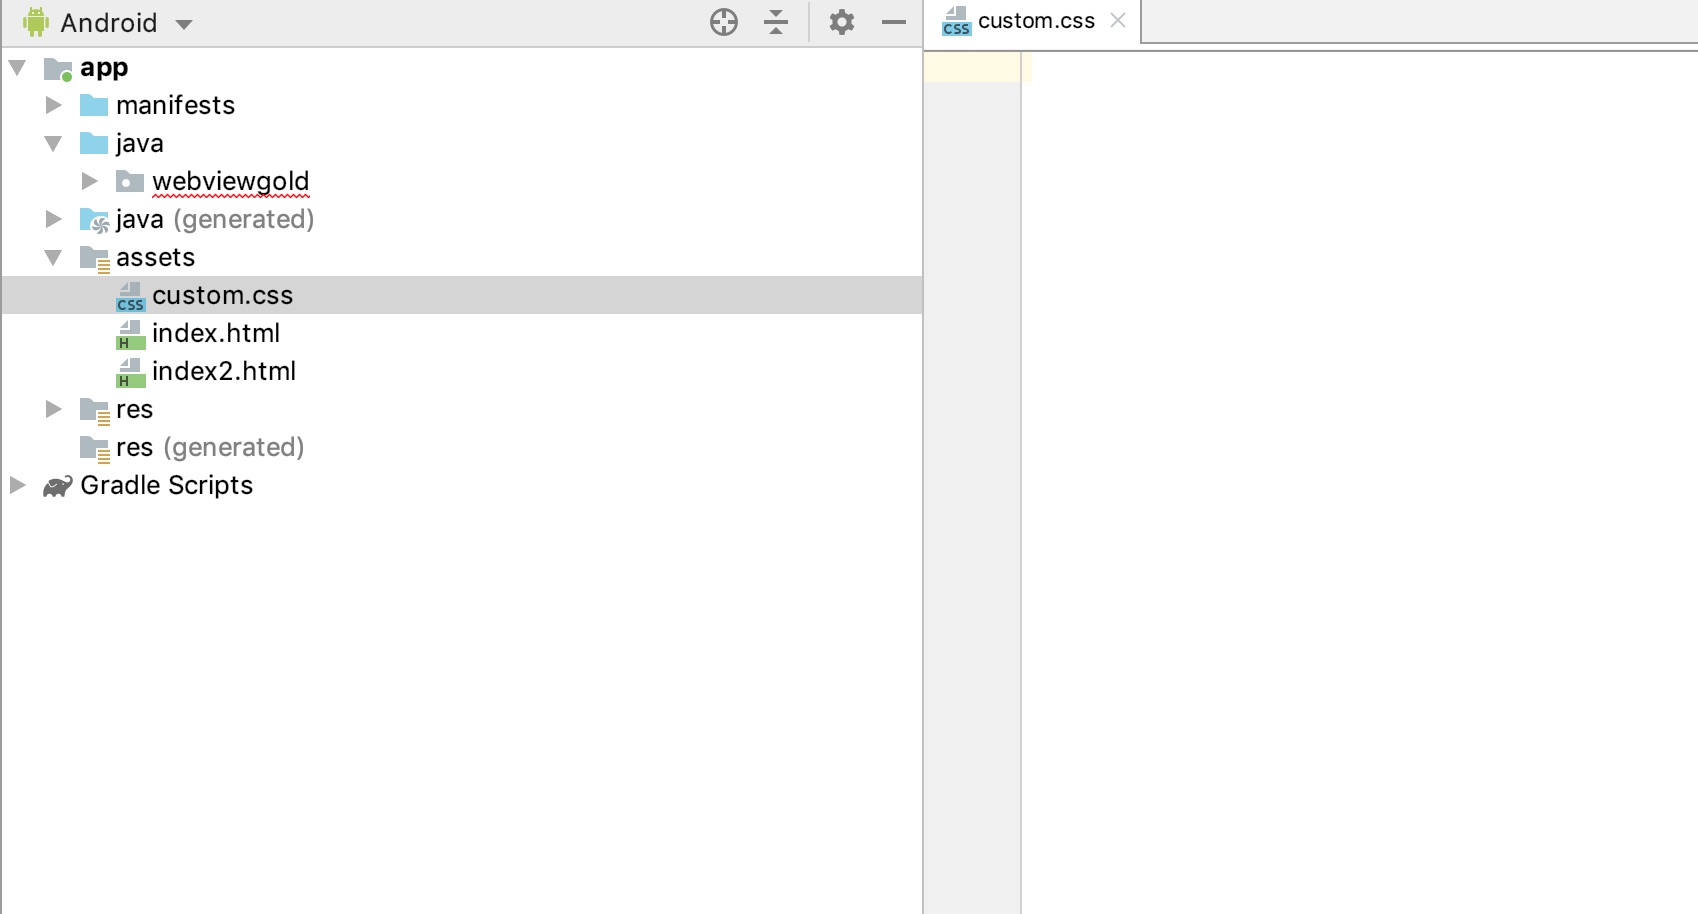 Android
custom.css
app
manifests
java
webviewgold
java (generated)
assets
CSS custom.css
H index.html
H index2.html
res
res (generated)
Gradle Scripts